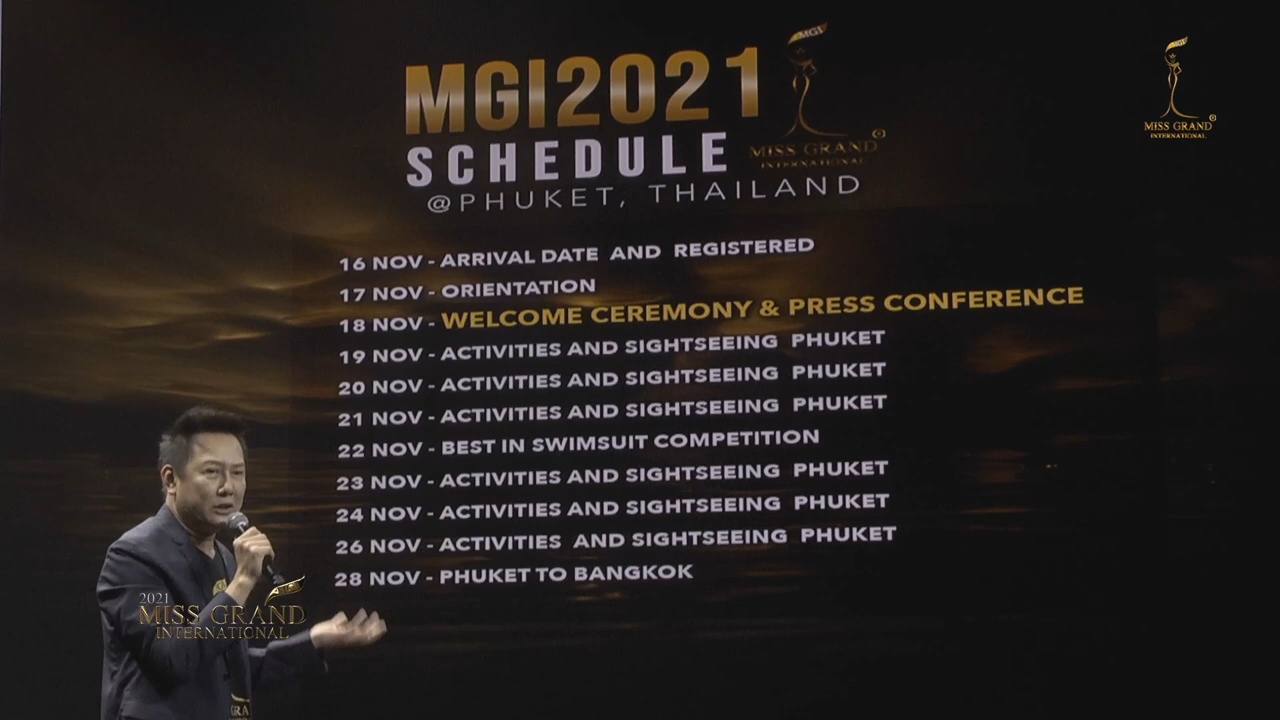 MGI2021
SCHEDULE
@PHUKET, THAILAND
MGI
MISS GRAND
INTERNATIONAL
MGI
MISS GRAND
INTERNATIONAL
16 NOV - ARRIVAL DATE AND REGISTERED
17 NOV - ORIENTATION
18 NOV - WELCOME CEREMONY & PRESS CONFERENCE
19 NOV - ACTIVITIES AND SIGHTSEEING PHUKET
20 NOV - ACTIVITIES AND SIGHTSEEING PHUKET
21 NOV - ACTIVITIES AND SIGHTSEEING PHUKET
22 NOV - BEST IN SWIMSUIT COMPETITION
23 NOV - ACTIVITIES AND SIGHTSEEING PHUKET
24 NOV - ACTIVITIES AND SIGHTSEEING PHUKET
26 NOV - ACTIVITIES AND SIGHTSEEING PHUKET
28 NOV - PHUKET TO BANGKOK
2021
MISS GRAND
INTERNATIONAL